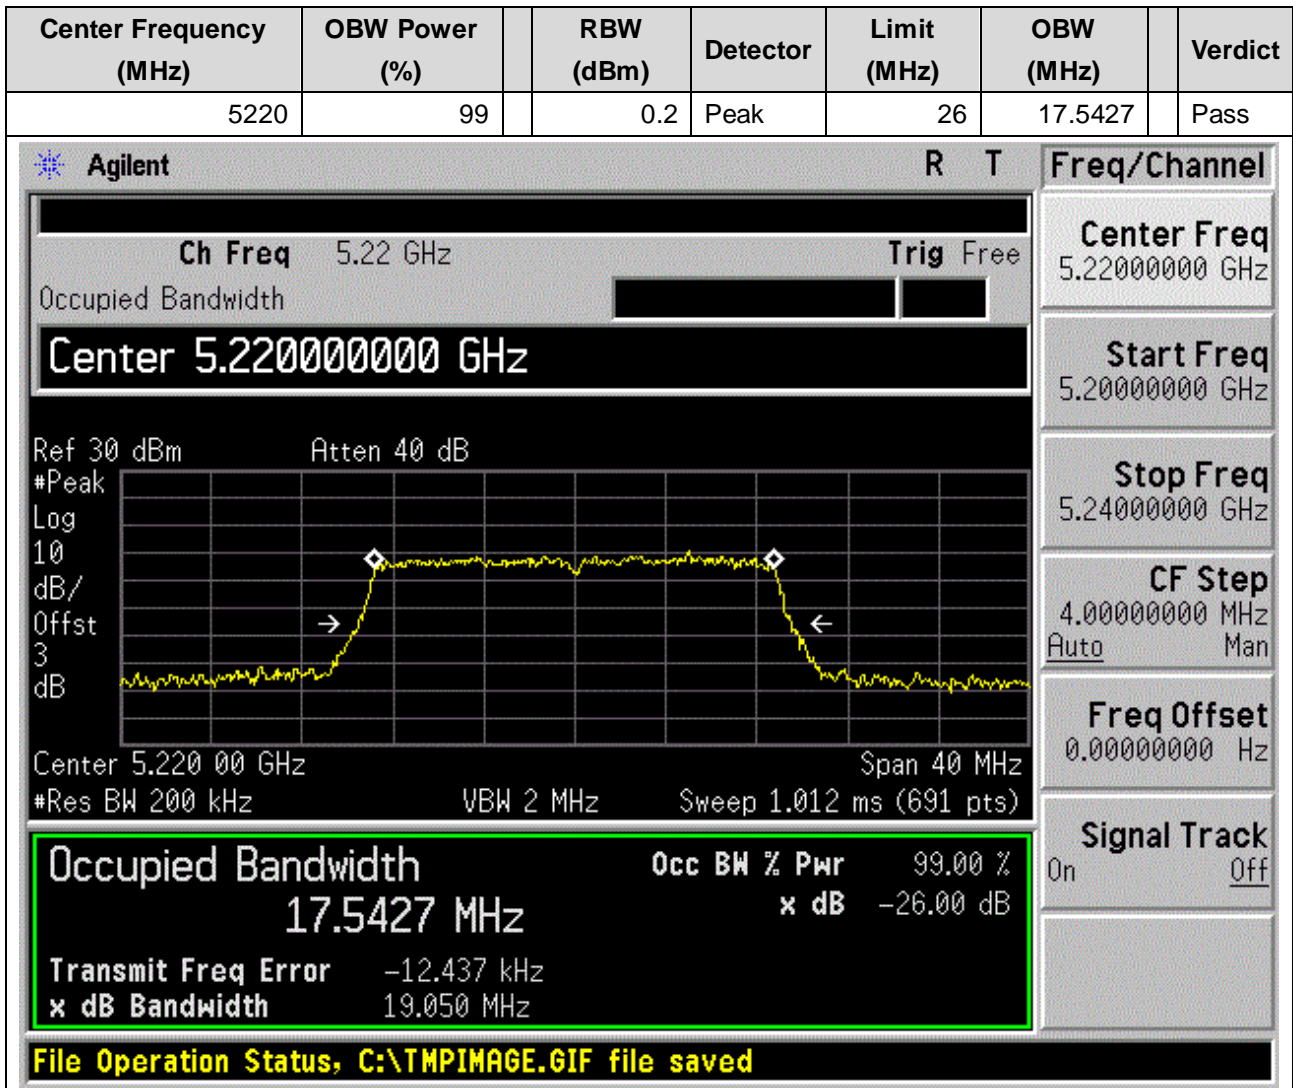 Center Frequency (MHz) OBW Power (%) RBW (dBm) Detector Limit (MHz) OBW (MHz) Verdict
5220 99 0.2 Peak 26 17.5427 Pass
Agilent R T Freq/Channel
Ch Freq 5.22 GHz Trig Free
Occupied Bandwidth
Center 5.220000000 GHz
Center Freq
5.22000000 GHz
Start Freq
5.20000000 GHz
Stop Freq
5.24000000 GHz
CF Step
4.00000000 MHz
Auto Man
Freq Offset
0.00000000 Hz
Signal Track
On Off
Ref 30 dBm Atten 40 dB
#Peak
Log
10
dB/
Offst
3
dB
Center 5.220 00 GHz Span 40 MHz
#Res BW 200 kHz VBW 2 MHz Sweep 1.012 ms (691 pts)
Occupied Bandwidth Occ BW % Pwr 99.00 %
17.5427 MHz x dB -26.00 dB
Transmit Freq Error -12.437 kHz
x dB Bandwidth 19.050 MHz
File Operation Status, C:\TMPIMAGE.GIF file saved